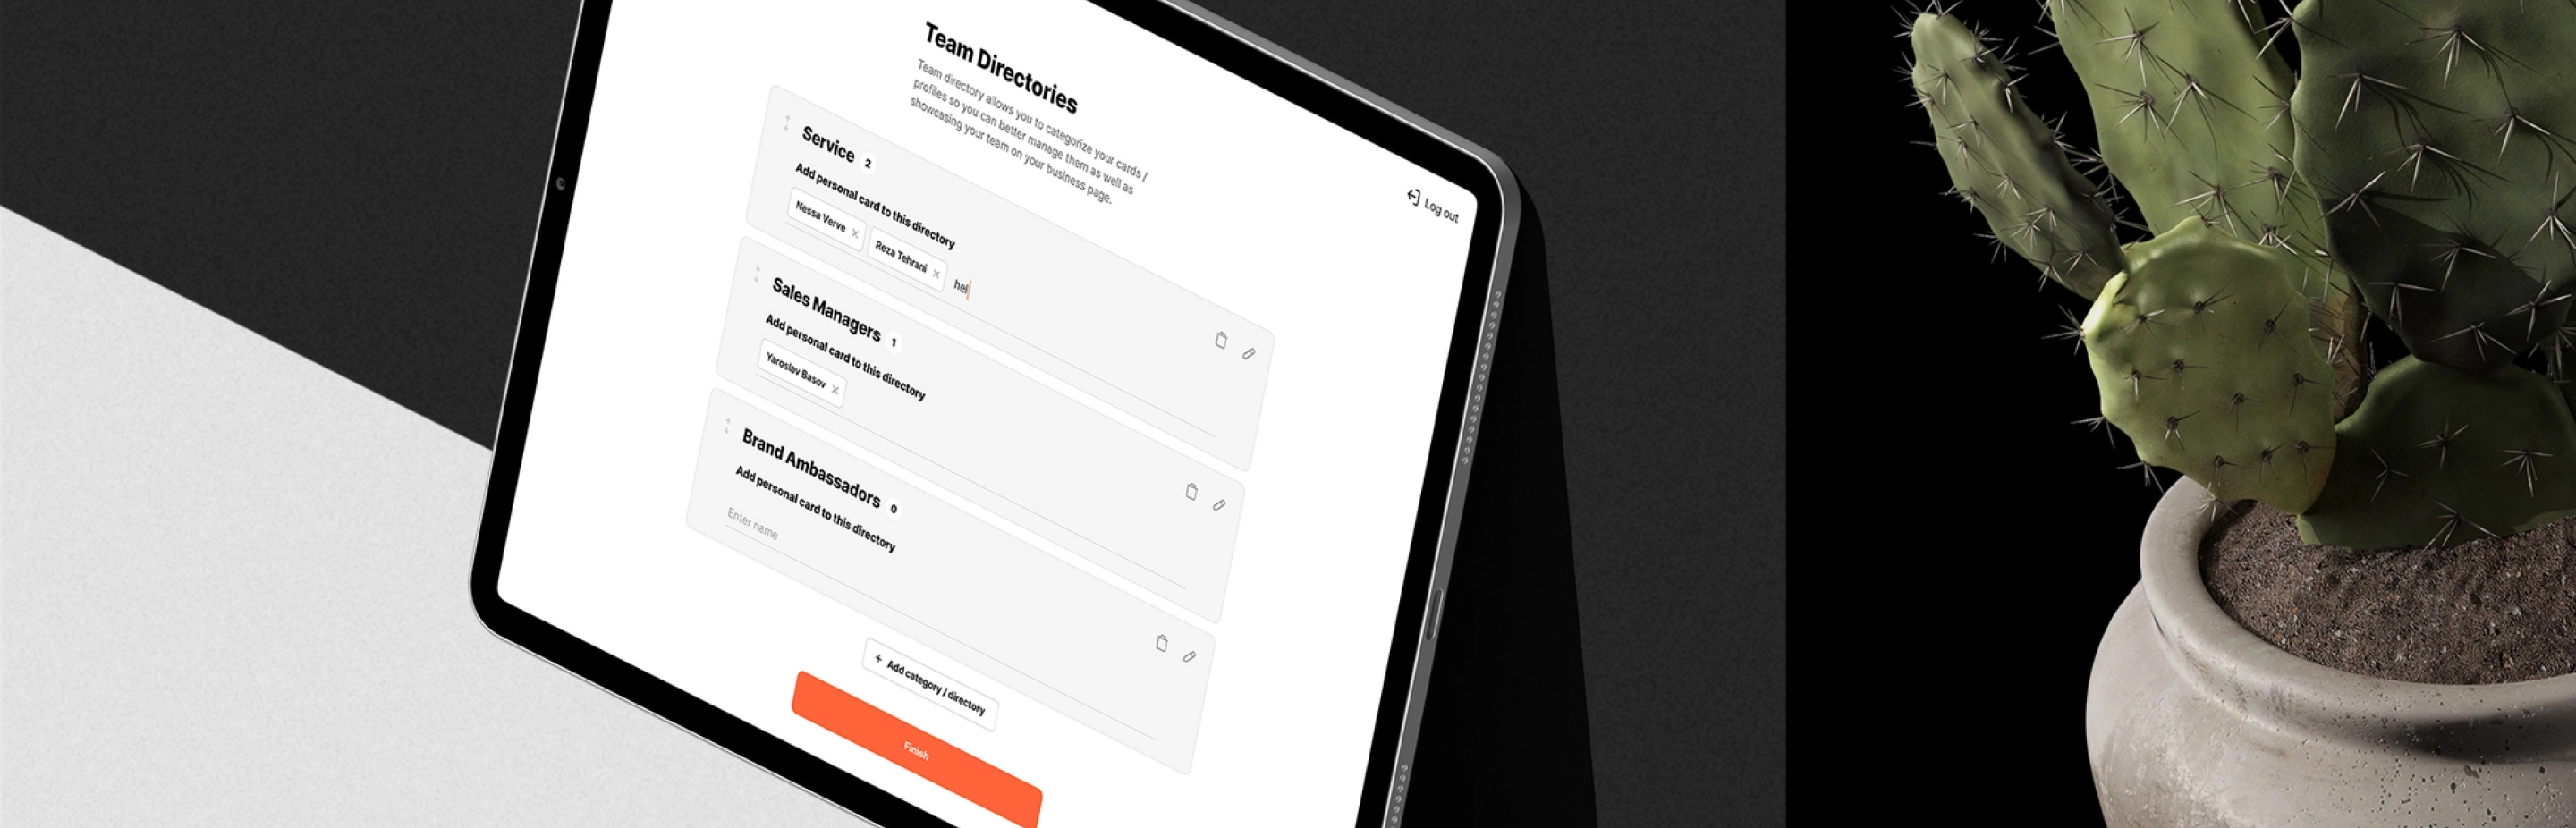 Team Directories
Team directory allows you to categorize your cards /
profiles so you can better manage them as well as
showcasing your team on your business page.
Log out
Service 2
Add personal card to this directory
Nessa Verve
Reza Tehrani
hel
Sales Managers 1
Add personal card to this directory
Yaroslav Basov
Brand Ambassadors 0
Add personal card to this directory
Enter name
+ Add category / directory
Finish